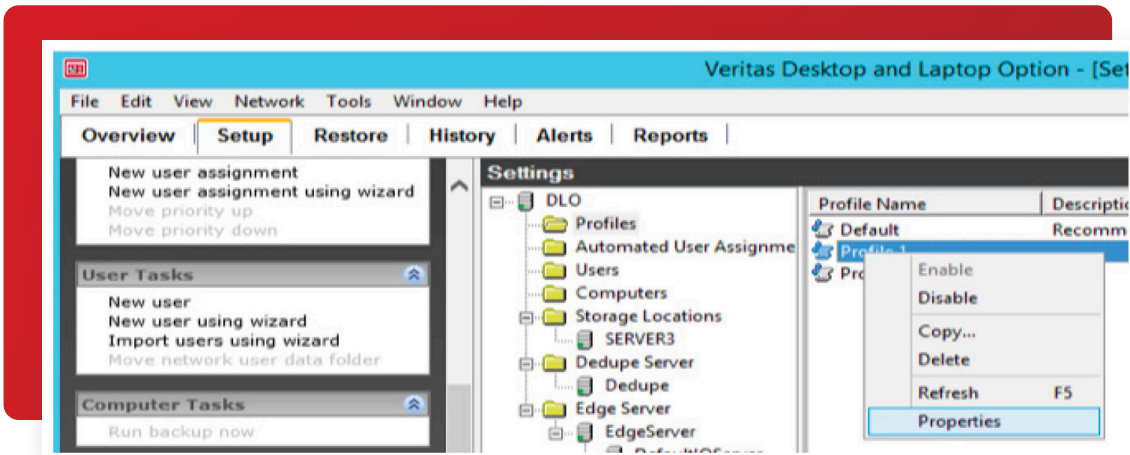 Veritas Desktop and Laptop Option - [Set
File Edit View Network Tools Window Help
Overview Setup Restore History Alerts Reports
New user assignment
New user assignment using wizard
Move priority up
Move priority down
User Tasks
New user
New user using wizard
Import users using wizard
Move network user data folder
Computer Tasks
Run backup now
Settings
DLO
Profiles
Automated User Assignme
Users
Computers
Storage Locations
SERVER3
Dedupe Server
Dedupe
Edge Server
EdgeServer
DefaultIOServer
Profile Name Descriptio
Default Recomm
Profile 1
Pro
Enable
Disable
Copy...
Delete
Refresh F5
Properties